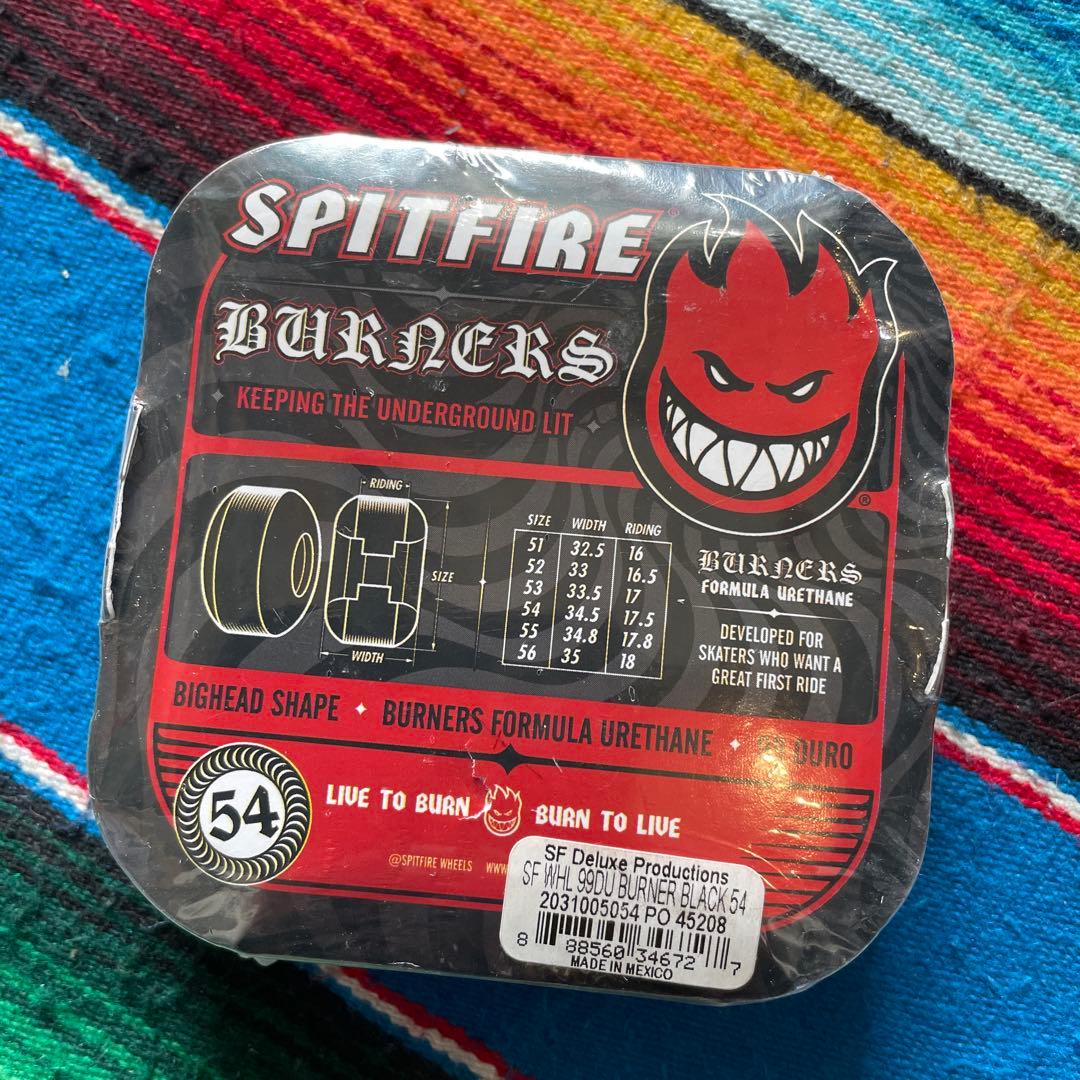 SPITFIRE
BURNERS
KEEPING THE UNDERGROUND LIT
RIDING
SIZE
WIDTH
SIZE WIDTH RIDING
51 32.5 16
52 33 16.5
53 33.5 17
54 34.5 17.5
55 34.8 17.8
56 35 18
®
BURNERS
FORMULA URETHANE
DEVELOPED FOR
SKATERS WHO WANT A
GREAT FIRST RIDE
BIGHEAD SHAPE BURNERS FORMULA URETHANE DURO
54
LIVE TO BURN BURN TO LIVE
@SPITFIRE WHEELS WWW
SF Deluxe Productions
SF WHL 99DU BURNER BLACK 54
2031005054 PO 45208
8 88560 34672 7
MADE IN MEXICO